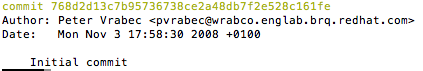 commit 768d2d13c7b95736738ce2a48db7f2e528c161fe
Author: Peter Vrabec <pvrabec@wrabco.englab.brq.redhat.com>
Date:   Mon Nov 3 17:58:30 2008 +0100
Initial commit